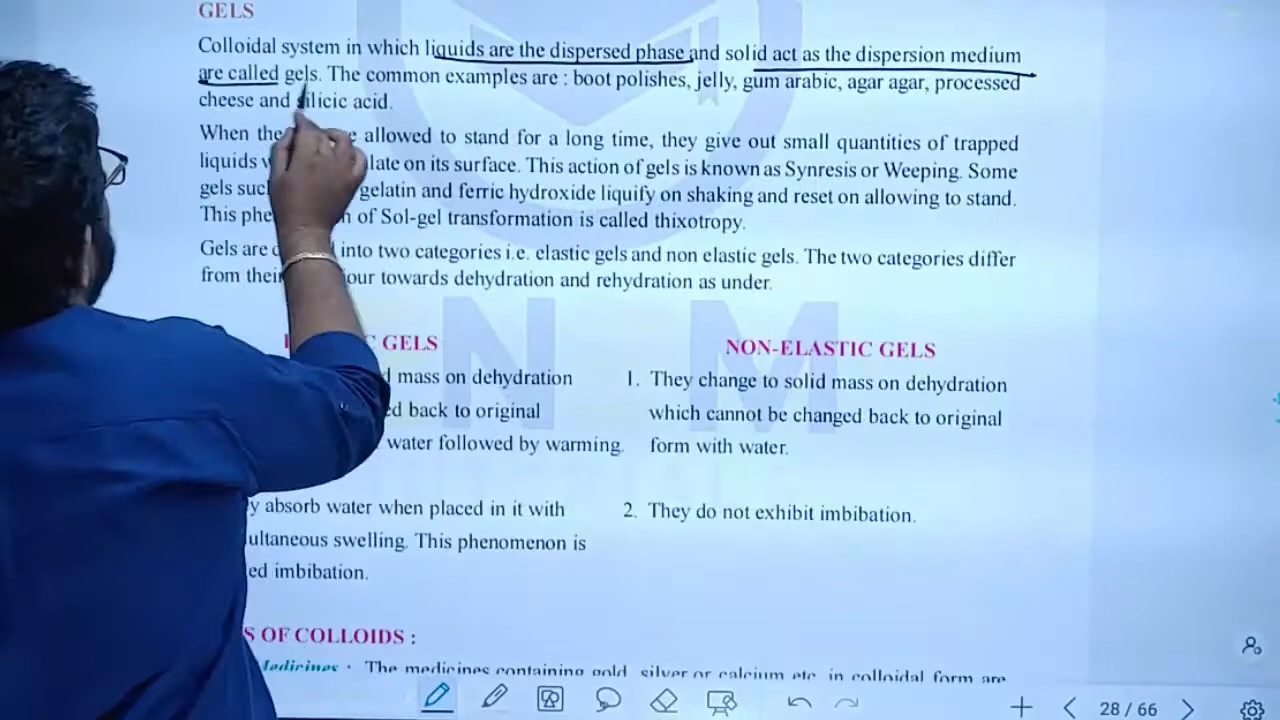 GELS
Colloidal system in which liquids are the dispersed phase and solid act as the dispersion medium
are called gels. The common examples are : boot polishes, jelly, gum arabic, agar agar, processed
cheese and silicic acid.
When the allowed to stand for a long time, they give out small quantities of trapped
liquids late on its surface. This action of gels is known as Synresis or Weeping. Some
gels suc gelatin and ferric hydroxide liquify on shaking and reset on allowing to stand.
This phe n of Sol-gel transformation is called thixotropy.
Gels are into two categories i.e. elastic gels and non elastic gels. The two categories differ
from their our towards dehydration and rehydration as under.
GELS
mass on dehydration
ed back to original
water followed by warming.
y absorb water when placed in it with
ultaneous swelling. This phenomenon is
ed imbibation.
NON-ELASTIC GELS
1. They change to solid mass on dehydration
which cannot be changed back to original
form with water.
2. They do not exhibit imbibation.
S OF COLLOIDS :
Medicines : The medicines containing gold, silver or calcium etc. in colloidal form are
N M
28 / 66